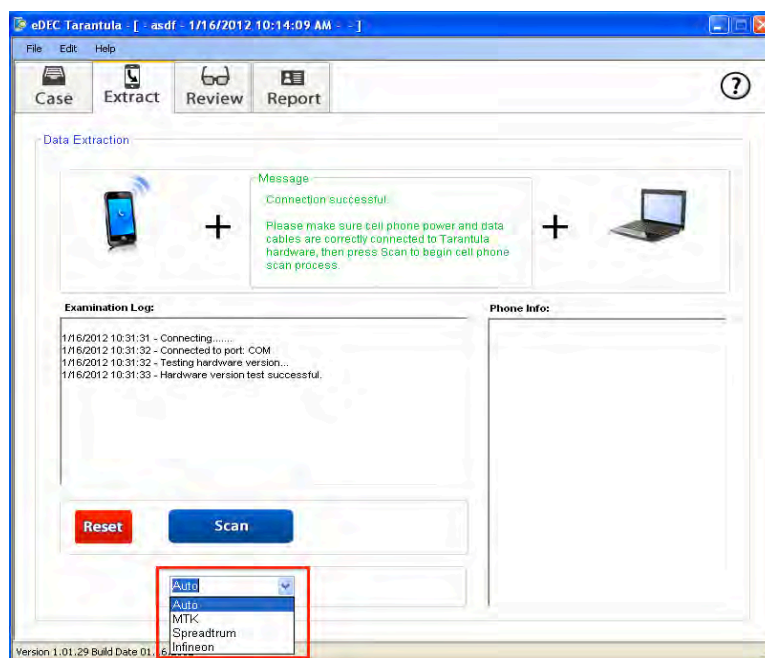 eDEC Tarantula - [ - asdf - 1/16/2012 10:14:09 AM - - ]
File Edit Help
Case Extract Review Report
?
Data Extraction
Message
Connection successful.
Please make sure cell phone power and data
cables are correctly connected to Tarantula
hardware, then press Scan to begin cell phone
scan process.
+ +
Examination Log:
1/16/2012 10:31:31 - Connecting.......
1/16/2012 10:31:32 - Connected to port: COM
1/16/2012 10:31:32 - Testing hardware version...
1/16/2012 10:31:33 - Hardware version test successful.
Phone Info:
Reset Scan
Auto
Auto
MTK
Spreadtrum
Infineon
Version 1.01.29 Build Date 01